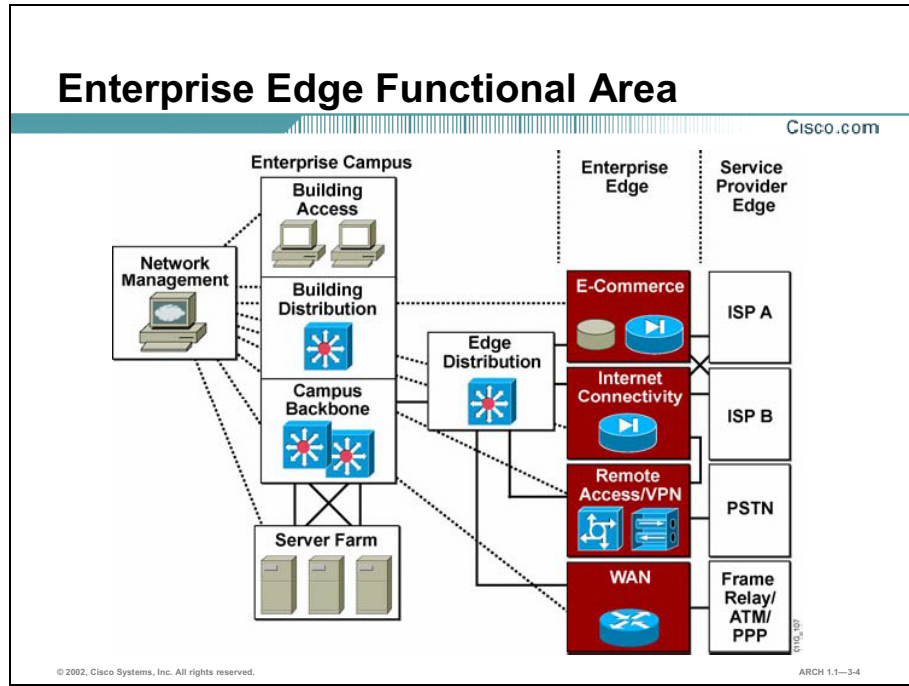 Enterprise Edge Functional Area
Cisco.com
Enterprise Campus
Building
Access
Network
Management
Building
Distribution
Campus
Backbone
Server Farm
Edge
Distribution
Enterprise
Edge
E-Commerce
Internet
Connectivity
Remote
Access/VPN
WAN
Service
Provider
Edge
ISP A
ISP B
PSTN
Frame
Relay/
ATM/
PPP
© 2002, Cisco Systems, Inc. All rights reserved.
ARCH 1.1—3-4